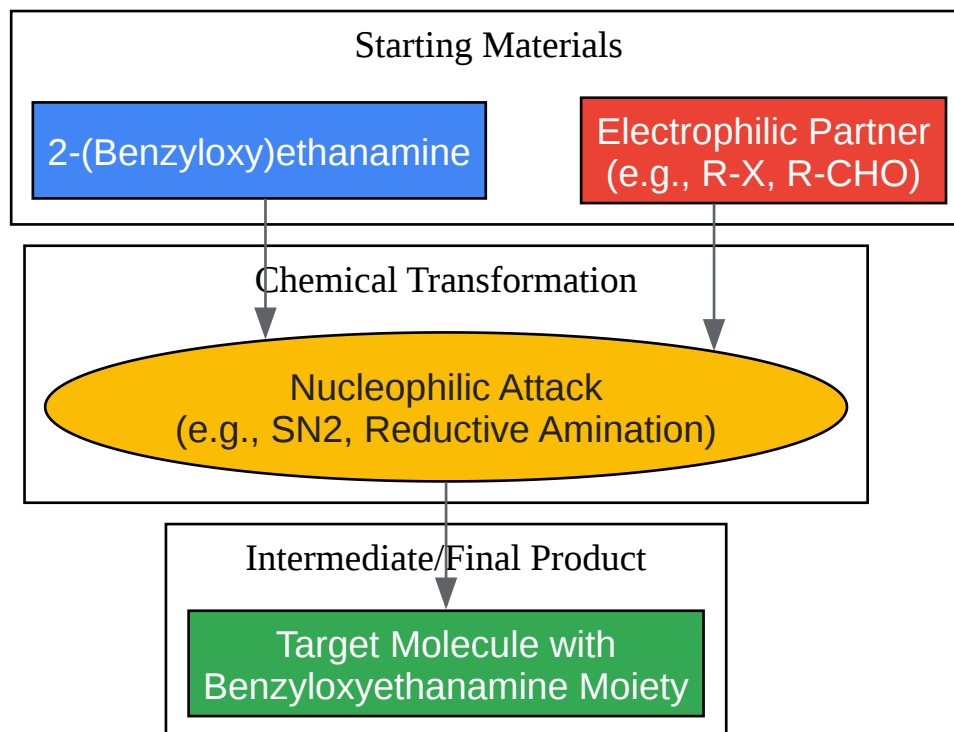 Starting Materials
2-(Benzyloxy)ethanamine
Electrophilic Partner
(e.g., R-X, R-CHO)
Chemical Transformation
Nucleophilic Attack
(e.g., SN2, Reductive Amination)
Intermediate/Final Product
Target Molecule with
Benzyloxyethanamine Moiety